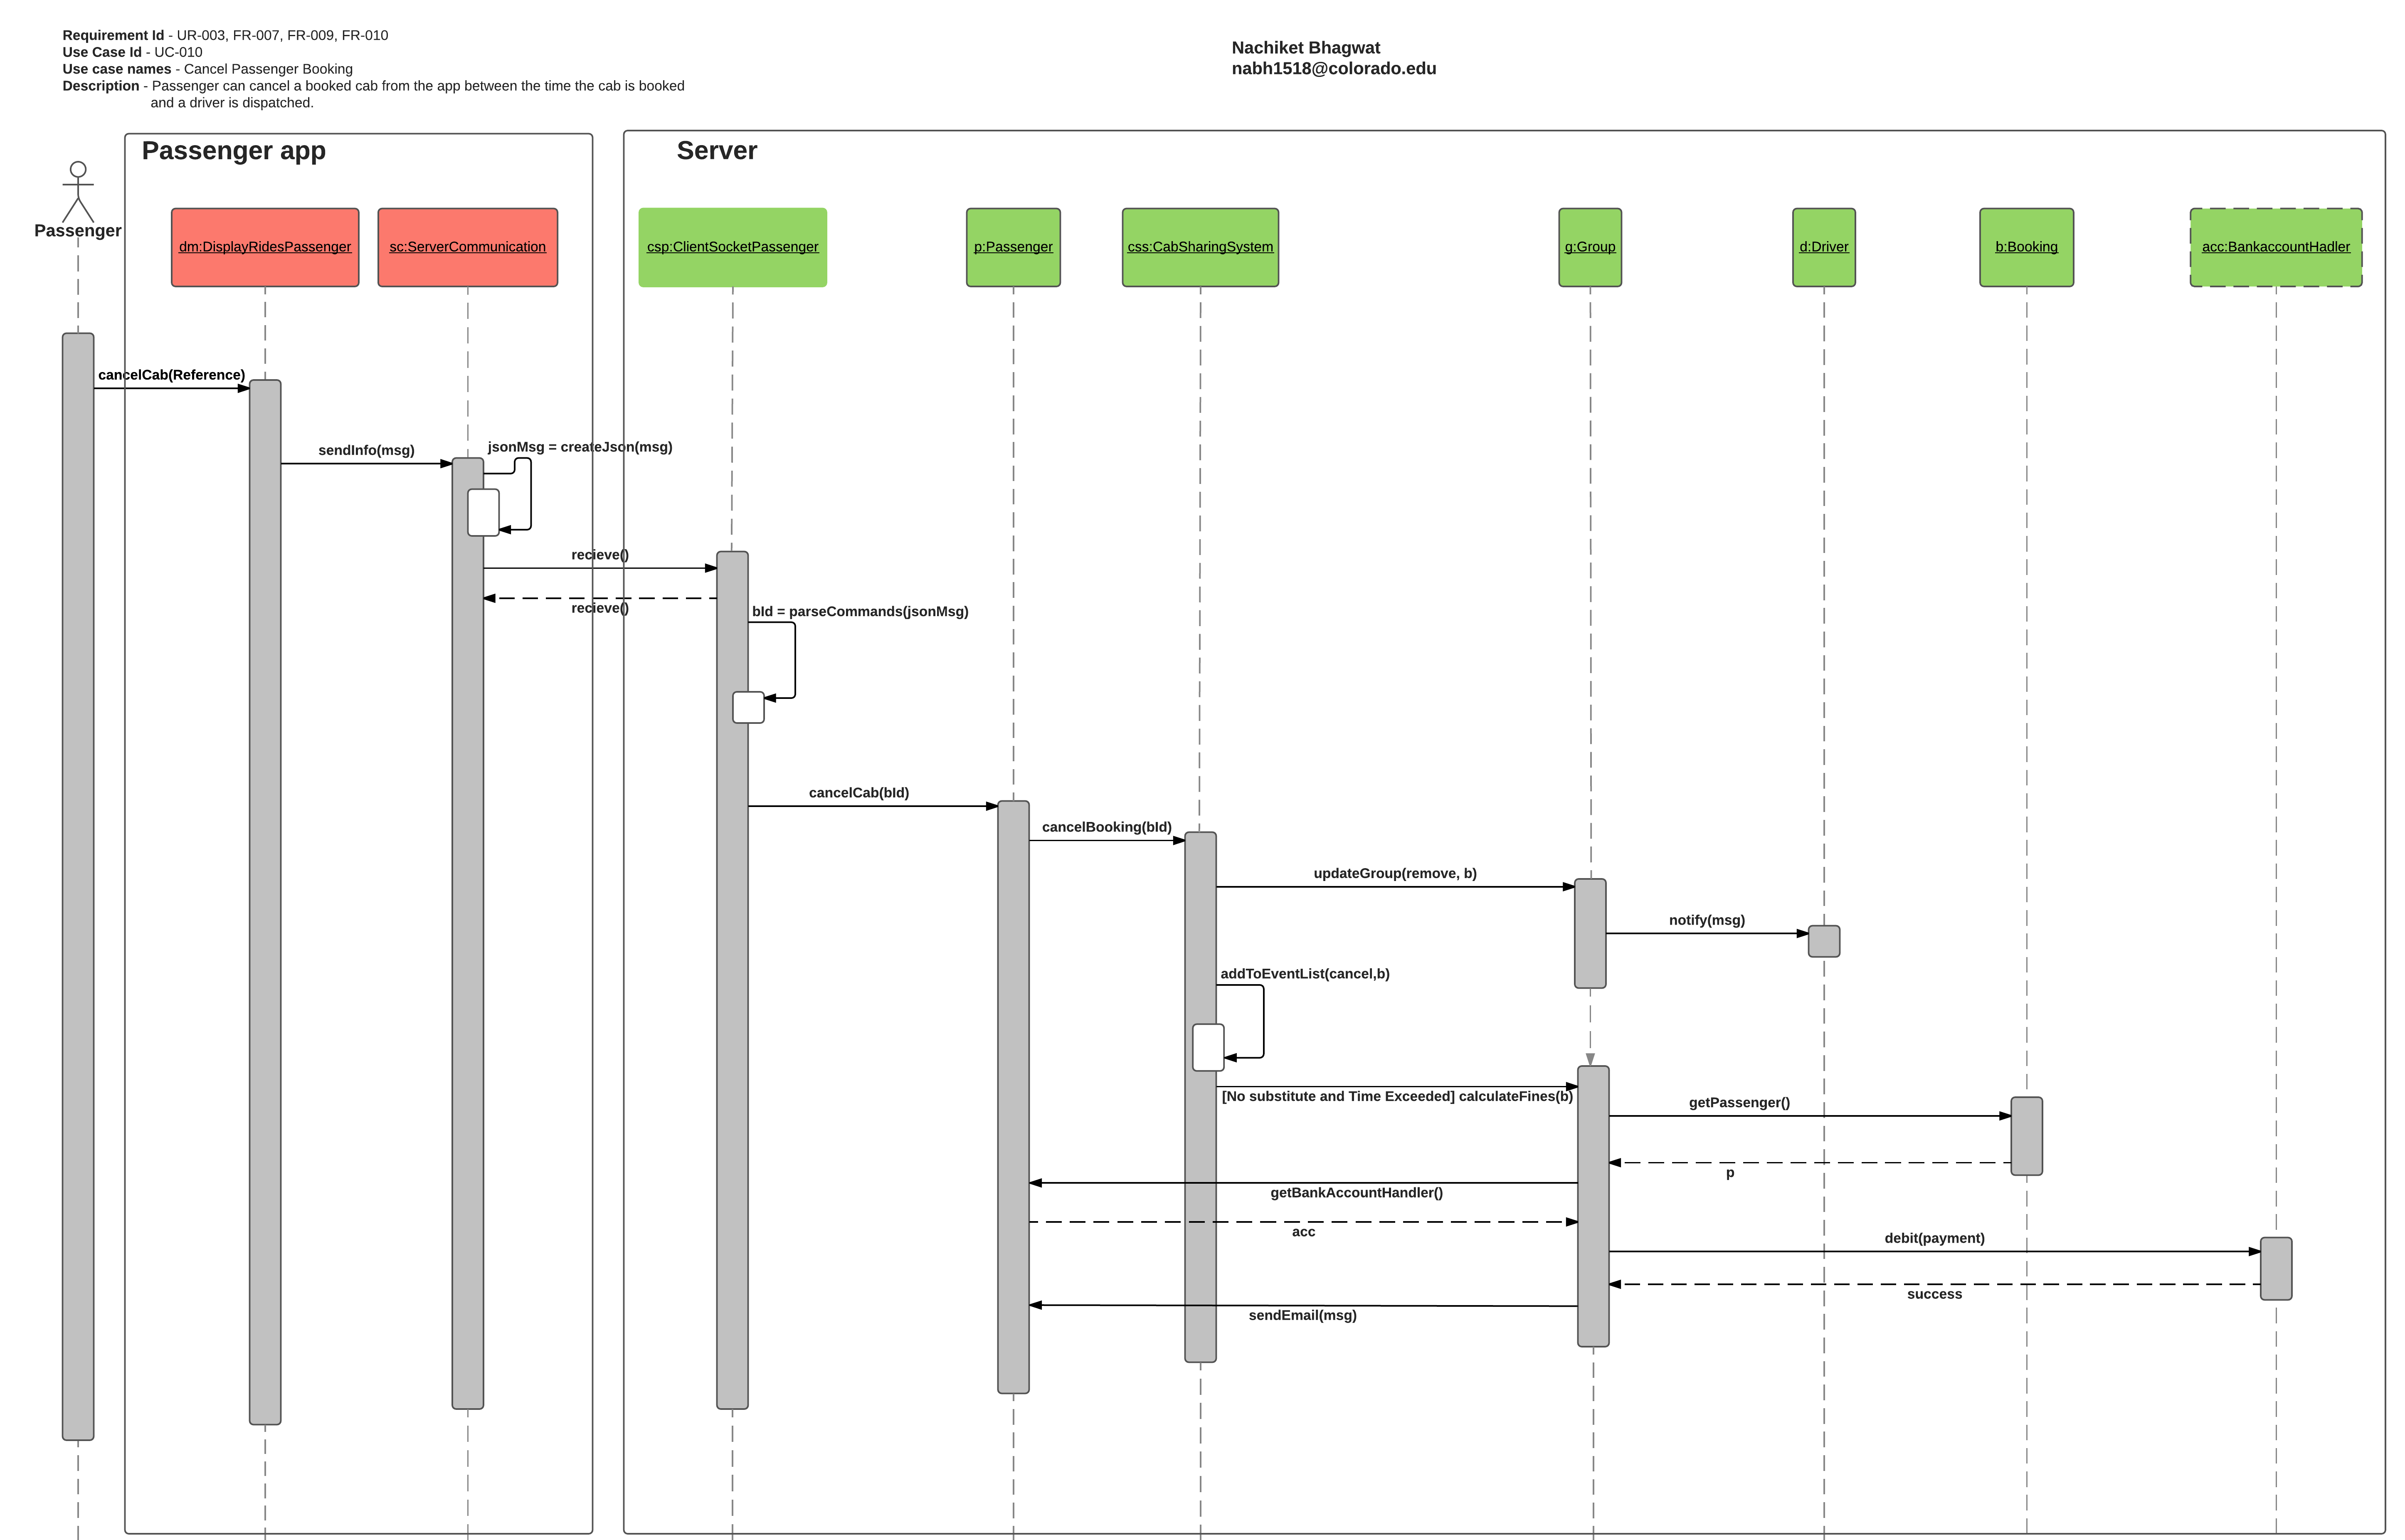 Requirement Id - UR-003, FR-007, FR-009, FR-010
Use Case Id - UC-010
Use case names - Cancel Passenger Booking
Description - Passenger can cancel a booked cab from the app between the time the cab is booked
and a driver is dispatched.
Nachiket Bhagwat
nabh1518@colorado.edu
Passenger app
Server
Passenger
dm:DisplayRidesPassenger
sc:ServerCommunication
csp:ClientSocketPassenger
p:Passenger
css:CabSharingSystem
g:Group
d:Driver
b:Booking
acc:BankaccountHadler
cancelCab(Reference)
sendInfo(msg)
jsonMsg = createJson(msg)
recieve()
recieve()
bId = parseCommands(jsonMsg)
cancelCab(bId)
cancelBooking(bId)
updateGroup(remove, b)
notify(msg)
addToEventList(cancel,b)
[No substitute and Time Exceeded] calculateFines(b)
getPassenger()
p
getBankAccountHandler()
acc
debit(payment)
success
sendEmail(msg)